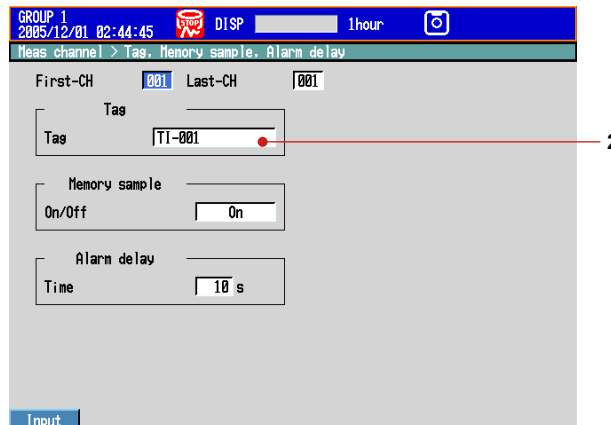 GROUP 1
2005/12/01 02:44:45 STOP DISP 1hour
Meas channel > Tag, Memory sample, Alarm delay
First-CH 001 Last-CH 001
Tag
Tag TI-001
2
Memory sample
On/Off On
Alarm delay
Time 10 s
Input